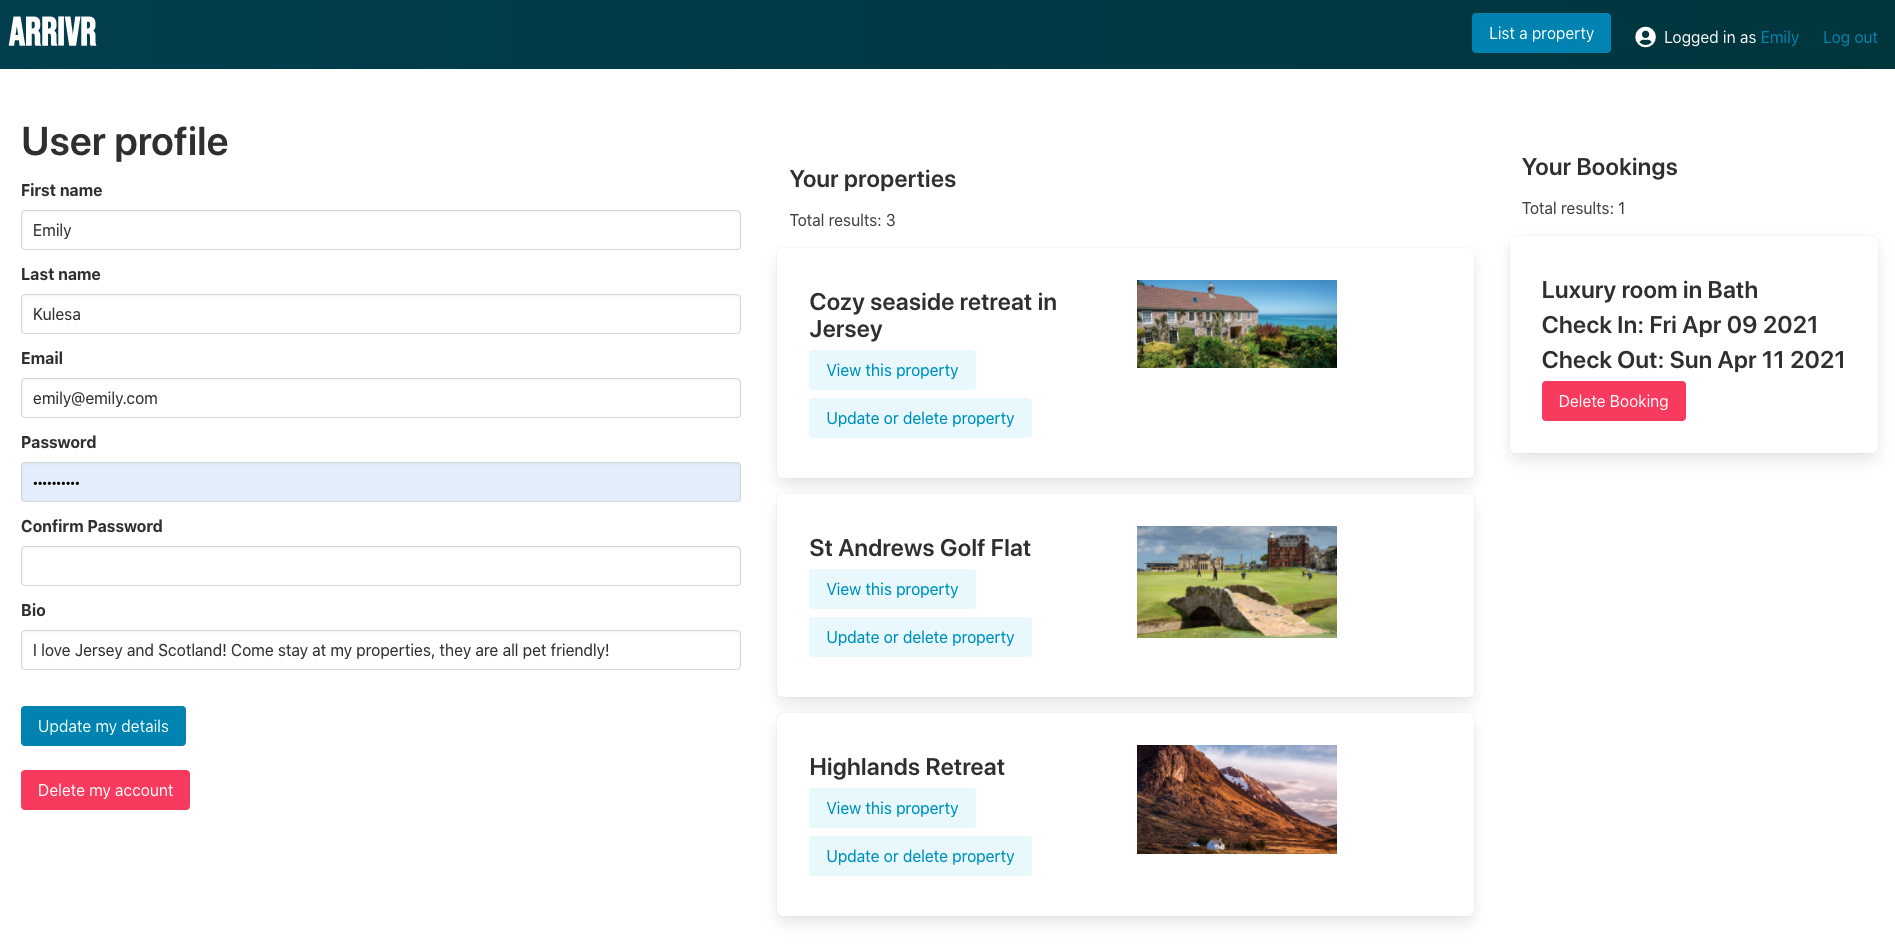 ARRIVR
List a property
Logged in as Emily
Log out
User profile
First name
Emily
Last name
Kulesa
Email
emily@emily.com
Password
••••••••••
Confirm Password
Bio
I love Jersey and Scotland! Come stay at my properties, they are all pet friendly!
Update my details
Delete my account
Your properties
Total results: 3
Cozy seaside retreat in
Jersey
View this property
Update or delete property
St Andrews Golf Flat
View this property
Update or delete property
Highlands Retreat
View this property
Update or delete property
Your Bookings
Total results: 1
Luxury room in Bath
Check In: Fri Apr 09 2021
Check Out: Sun Apr 11 2021
Delete Booking